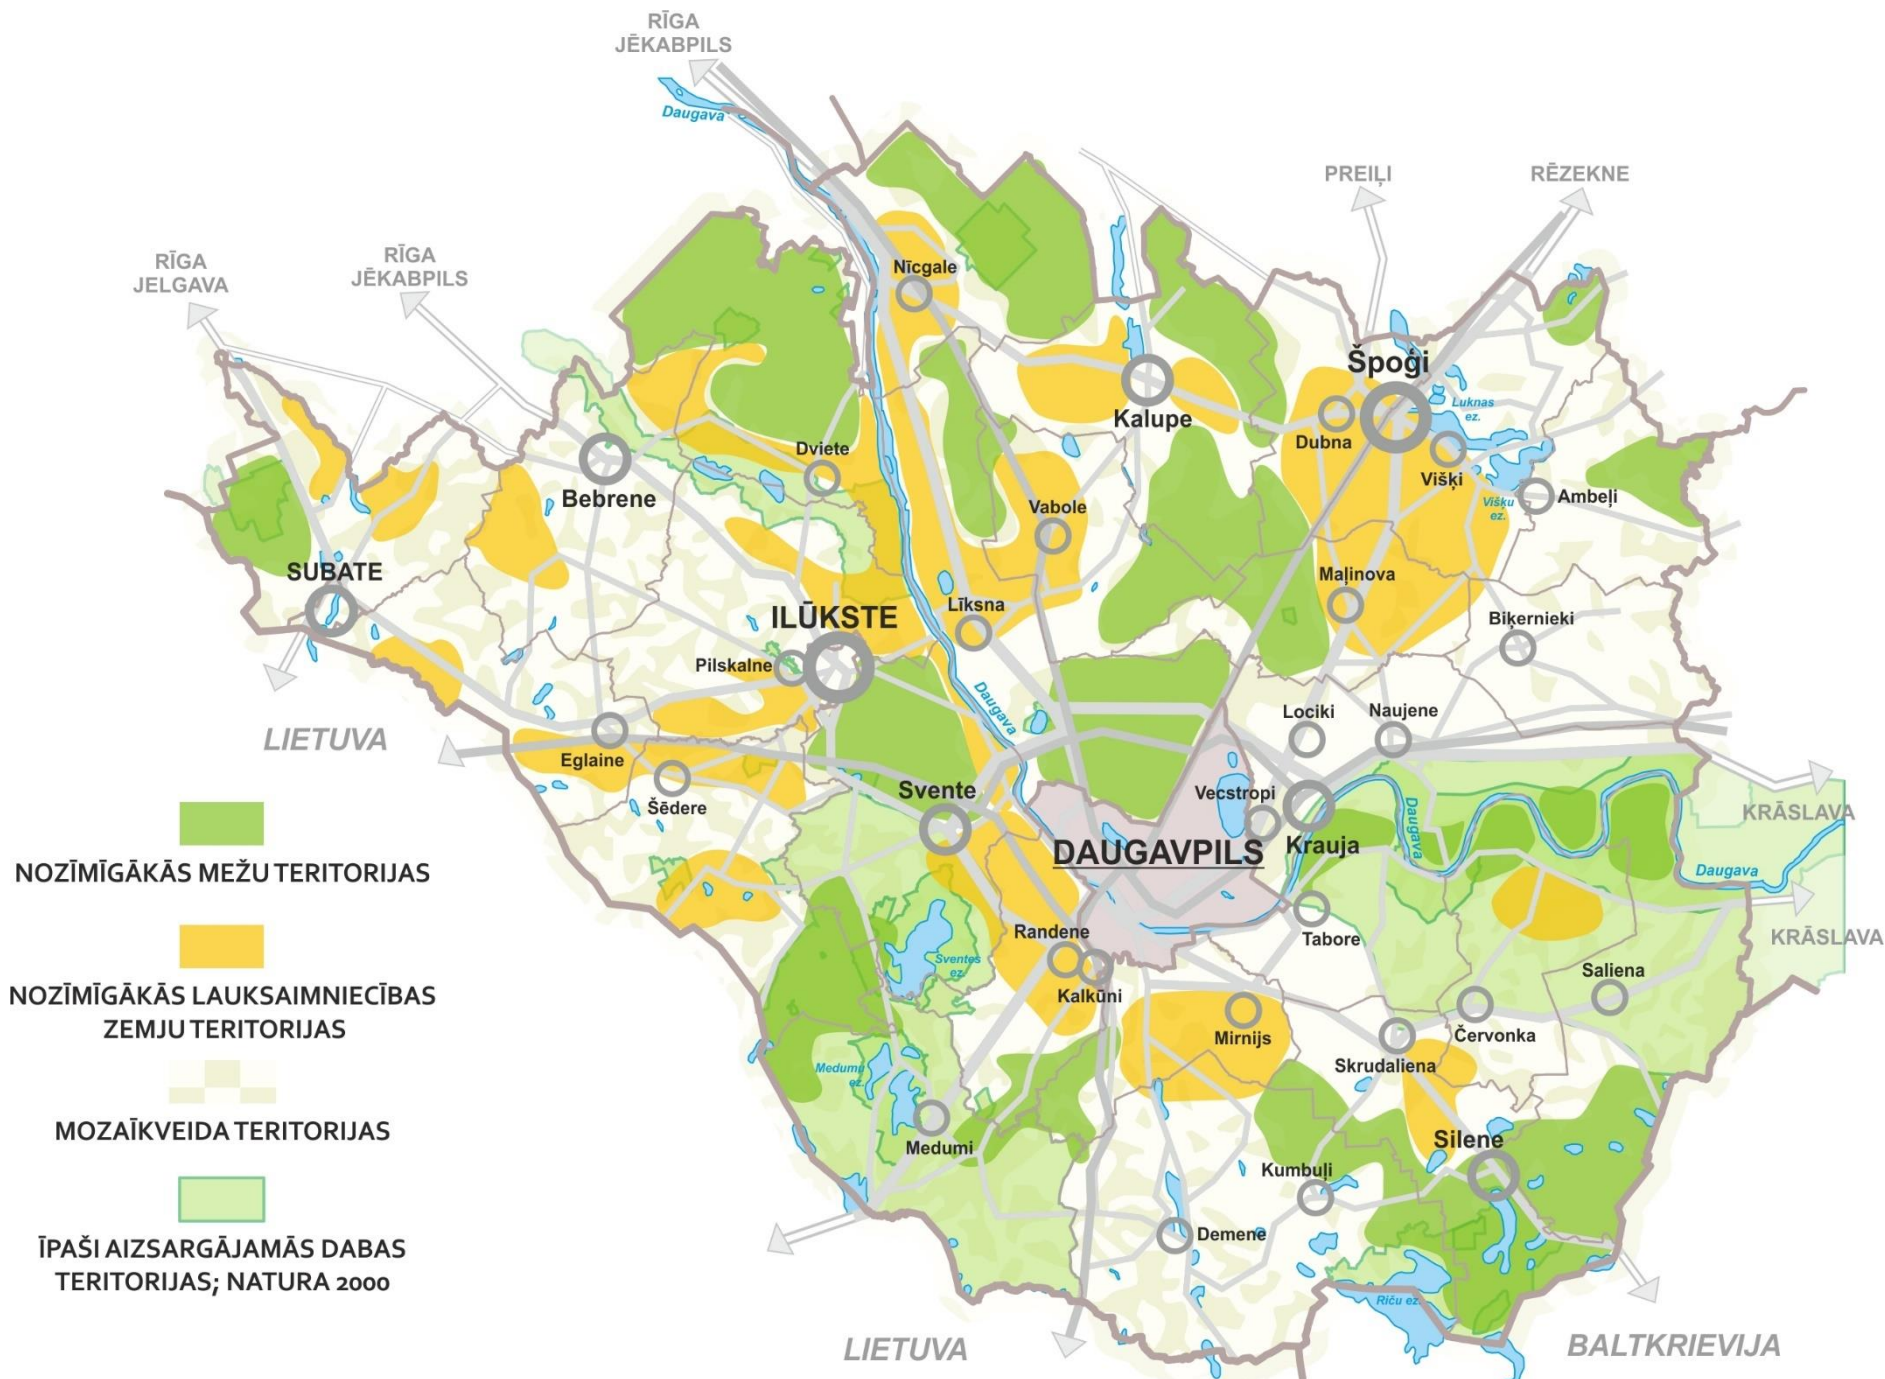 RĪGA
JĒKABPILS
Daugava
PREIĻI
RĒZEKNE
RĪGA
JELGAVA
RĪGA
JĒKABPILS
Nīcgale
Špoģi
Kalupe
Luknas
ez.
Dubna
Višķi
Dviete
Bebrene
Višķu
ez.
Ambeļi
Vabole
SUBATE
Maļinova
Līksna
ILŪKSTE
Biķernieki
Pilskalne
Daugava
Lociki
Naujene
LIETUVA
Eglaine
Šēdere
Svente
Vecstropi
Krauja
Daugava
KRĀSLAVA
DAUGAVPILS
Daugava
NOZĪMĪGĀKĀS MEŽU TERITORIJAS
Randene
Tabore
KRĀSLAVA
Sventes
ez.
Saliena
Kalkūni
NOZĪMĪGĀKĀS LAUKSAIMNIECĪBAS
ZEMJU TERITORIJAS
Mirnijs
Červonka
Skrudaliena
Medumu
ez.
MOZAĪKVEIDA TERITORIJAS
Medumi
Silene
Kumbuļi
Demene
ĪPAŠI AIZSARGĀJAMĀS DABAS
TERITORIJAS; NATURA 2000
Riču ez.
LIETUVA
BALTKRIEVIJA